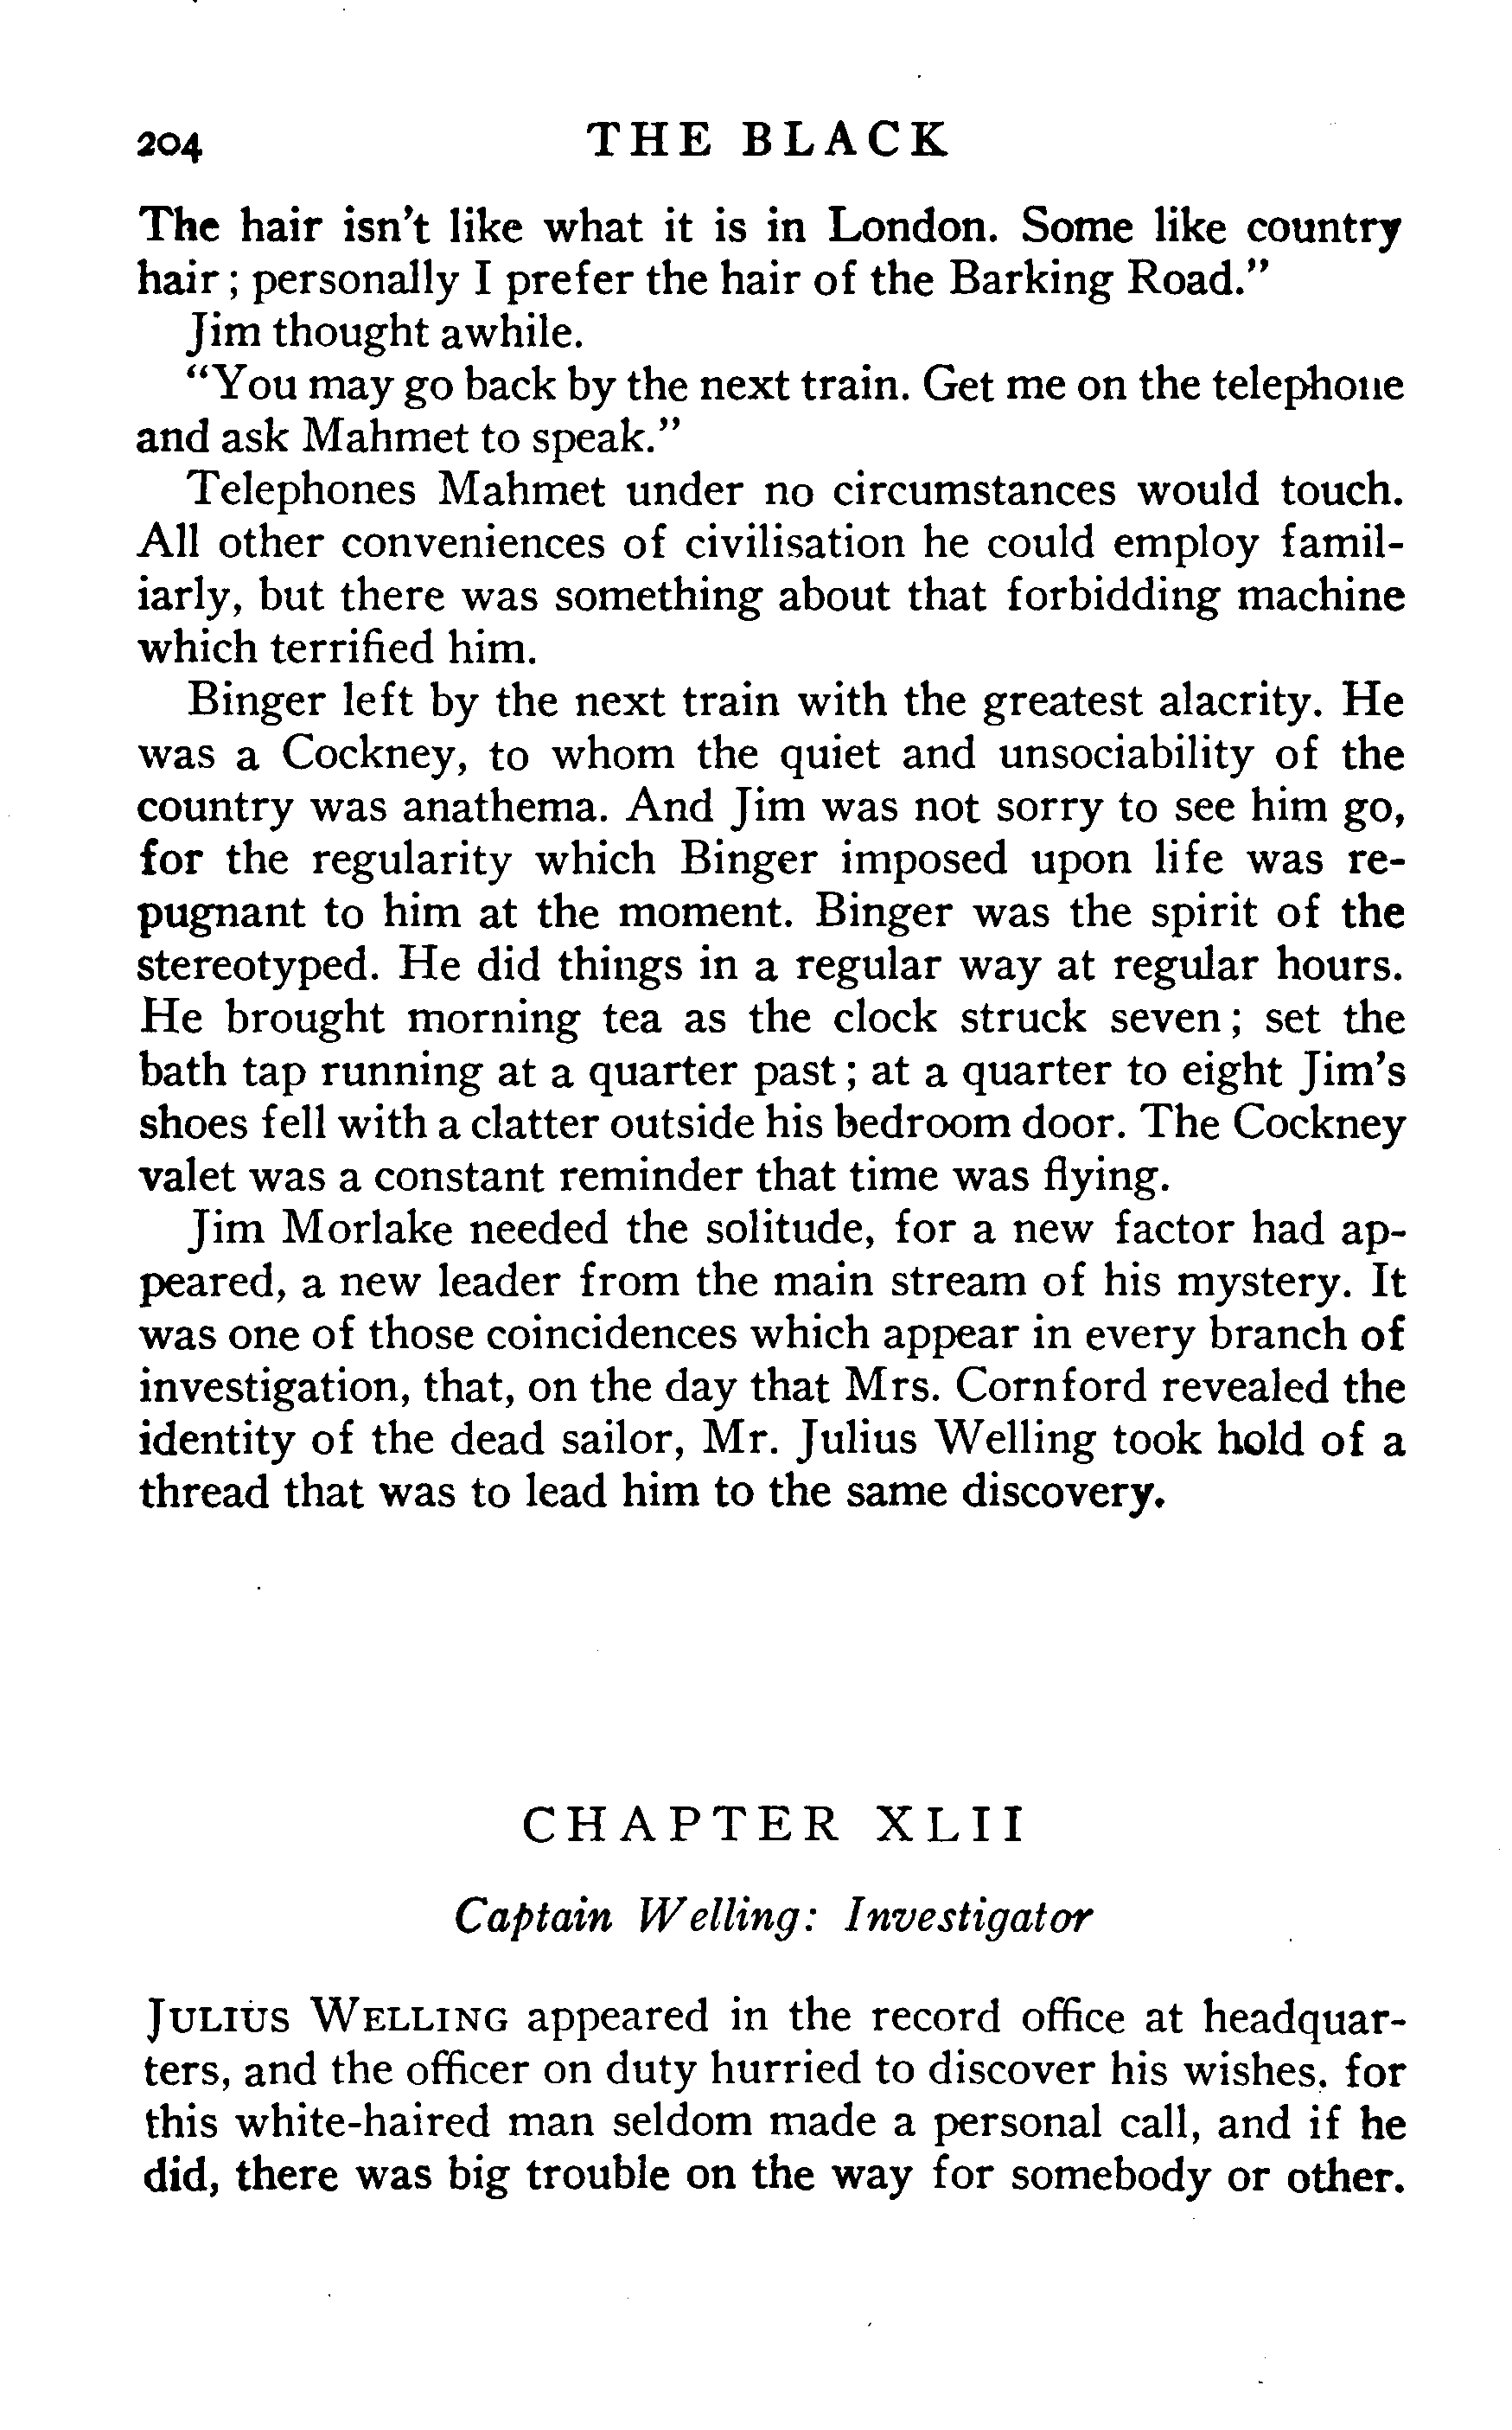 204 THE BLACK
The hair isn't like what it is in London. Some like country
hair; personally I prefer the hair of the Barking Road."
Jim thought awhile.
"You may go back by the next train. Get me on the telephone
and ask Mahmet to speak."
Telephones Mahmet under no circumstances would touch.
All other conveniences of civilisation he could employ famil-
iarly, but there was something about that forbidding machine
which terrified him.
Binger left by the next train with the greatest alacrity. He
was a Cockney, to whom the quiet and unsociability of the
country was anathema. And Jim was not sorry to see him go,
for the regularity which Binger imposed upon life was re-
pugnant to him at the moment. Binger was the spirit of the
stereotyped. He did things in a regular way at regular hours.
He brought morning tea as the clock struck seven; set the
bath tap running at a quarter past; at a quarter to eight Jim's
shoes fell with a clatter outside his bedroom door. The Cockney
valet was a constant reminder that time was flying.
Jim Morlake needed the solitude, for a new factor had ap-
peared, a new leader from the main stream of his mystery. It
was one of those coincidences which appear in every branch of
investigation, that, on the day that Mrs. Cornford revealed the
identity of the dead sailor, Mr. Julius Welling took hold of a
thread that was to lead him to the same discovery.
CHAPTER XLII
Captain Welling: Investigator
JULIUS WELLING appeared in the record office at headquar-
ters, and the officer on duty hurried to discover his wishes. for
this white-haired man seldom made a personal call, and if he
did, there was big trouble on the way for somebody or other.